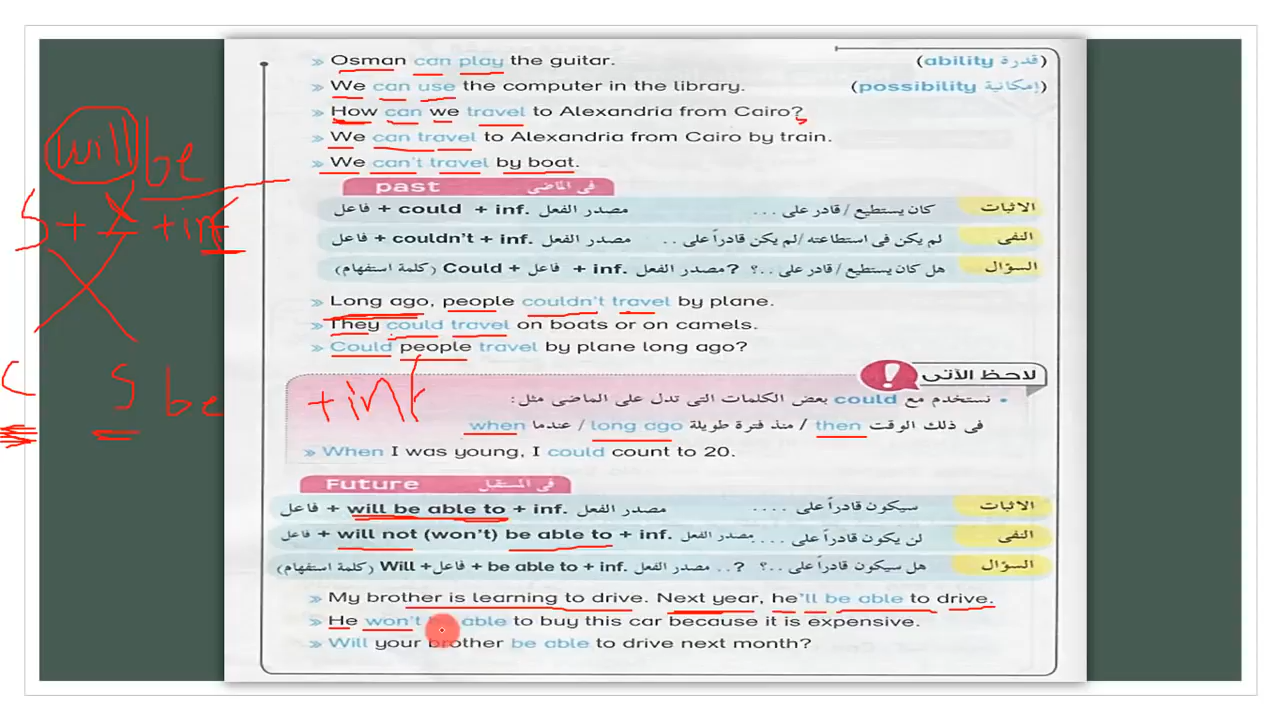 » Osman can play the guitar. (ability قدرة)
» We can use the computer in the library. (possibility إمكانية)
» How can we travel to Alexandria from Cairo?
» We can travel to Alexandria from Cairo by train.
» We can't travel by boat.
past فى الماضى
الاثبات كان يستطيع / قادر على ... مصدر الفعل .could + inf + فاعل
النفى لم يكن فى استطاعته /لم يكن قادراً على .. مصدر الفعل .couldn't + inf + فاعل
السؤال هل كان يستطيع / قادر على ..؟ ?مصدر الفعل .inf + فاعل + Could (كلمة استفهام)
» Long ago, people couldn't travel by plane.
» They could travel on boats or on camels.
» Could people travel by plane long ago?
لاحظ الآتى
• نستخدم مع could بعض الكلمات التى تدل على الماضى مثل :
فى ذلك الوقت then / منذ فترة طويلة long ago / عندما when
» When I was young, I could count to 20.
Future فى المستقبل
الاثبات سيكون قادراً على .... مصدر الفعل .will be able to + inf + فاعل
النفى لن يكون قادراً على .... مصدر الفعل .will not (won't) be able to + inf + فاعل
السؤال هل سيكون قادراً على ..؟ ?.. مصدر الفعل .be able to + inf + فاعل+ Will (كلمة استفهام)
» My brother is learning to drive. Next year, he'll be able to drive.
» He won't be able to buy this car because it is expensive.
» Will your brother be able to drive next month?
will be
S + + inf
S be
+ inf